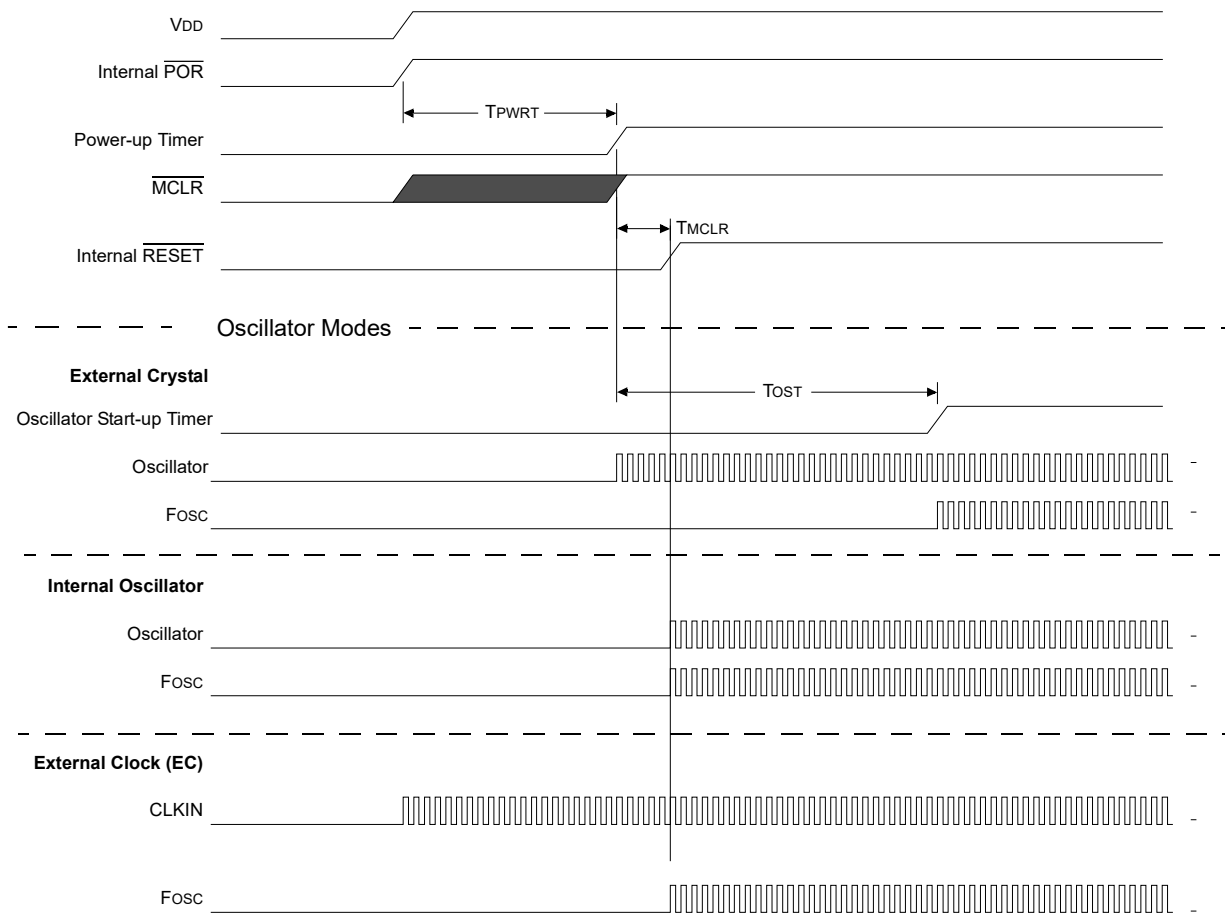 VDD
Internal POR
TPWRT
Power-up Timer
MCLR
TMCLR
Internal RESET
Oscillator Modes
External Crystal
TOST
Oscillator Start-up Timer
Oscillator
FOSC
Internal Oscillator
Oscillator
FOSC
External Clock (EC)
CLKIN
FOSC